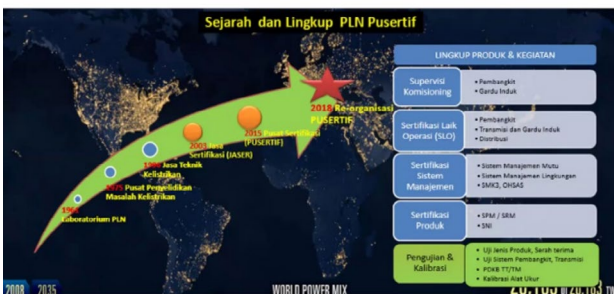 Sejarah dan Lingkup PLN Pusertif
LINGKUP PRODUK & KEGIATAN
Supervisi
Komisioning
• Pembangkit
• Gardu Induk
Sertifikasi Laik
Operasi (SLO)
• Pembangkit
• Transmisi dan Gardu Induk
• Distribusi
Sertifikasi
Sistem
Manajemen
• Sistem Manajemen Mutu
• Sistem Manajemen Lingkungan
• SMK3, OHSAS
Sertifikasi
Produk
• SPM / SRM
• SNI
Pengujian &
Kalibrasi
• Uji Jenis Produk, Serah terima
• Uji Sistem Pembangkit, Transmisi
• PDKB TT/TM
• Kalibrasi Alat Ukur
2018 Re-organisasi
PUSERTIF
2015 Pusat Sertifikasi
(PUSERTIF)
2003 Jasa
Sertifikasi (JASER)
Jasa Teknik
Kelistrikan
1975 Pusat Penyelidikan
Masalah Kelistrikan
Laboratorium PLN
2008 2035
WORLD POWER MIX